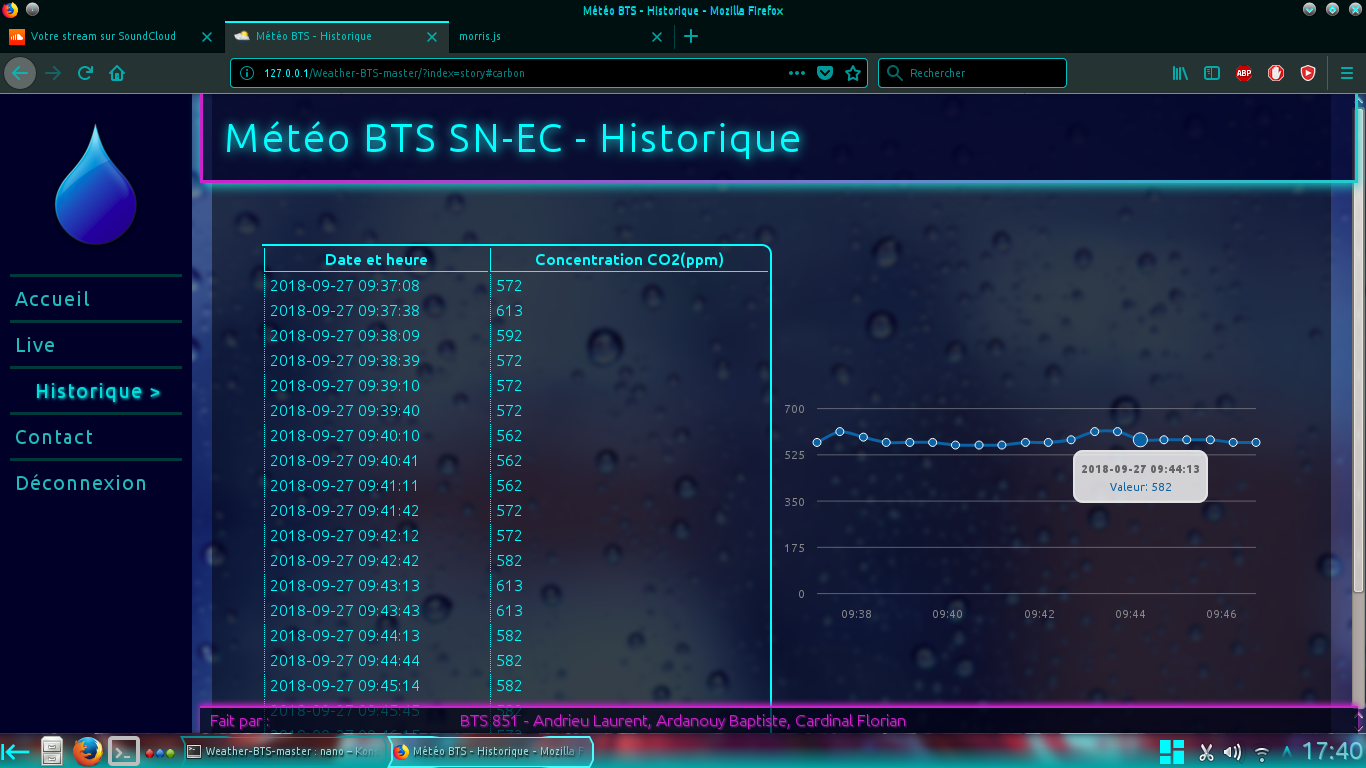 Météo BTS - Historique - Mozilla Firefox
Votre stream sur SoundCloud
Météo BTS - Historique
morris.js
127.0.0.1/Weather-BTS-master/?index=story#carbon
Rechercher
ABP
Météo BTS SN-EC - Historique
Accueil
Live
Historique >
Contact
Déconnexion
Date et heure Concentration CO2(ppm)
2018-09-27 09:37:08 572
2018-09-27 09:37:38 613
2018-09-27 09:38:09 592
2018-09-27 09:38:39 572
2018-09-27 09:39:10 572
2018-09-27 09:39:40 572
2018-09-27 09:40:10 562
2018-09-27 09:40:41 562
2018-09-27 09:41:11 562
2018-09-27 09:41:42 572
2018-09-27 09:42:12 572
2018-09-27 09:42:42 582
2018-09-27 09:43:13 613
2018-09-27 09:43:43 613
2018-09-27 09:44:13 582
2018-09-27 09:44:44 582
2018-09-27 09:45:14 582
2018-09-27 09:45:45 582
700
525
350
175
0
09:38 09:40 09:42 09:44 09:46
2018-09-27 09:44:13
Valeur: 582
Fait par :
BTS 851 - Andrieu Laurent, Ardanouy Baptiste, Cardinal Florian
Weather-BTS-master : nano – Kon
Météo BTS - Historique - Mozilla F
17:40